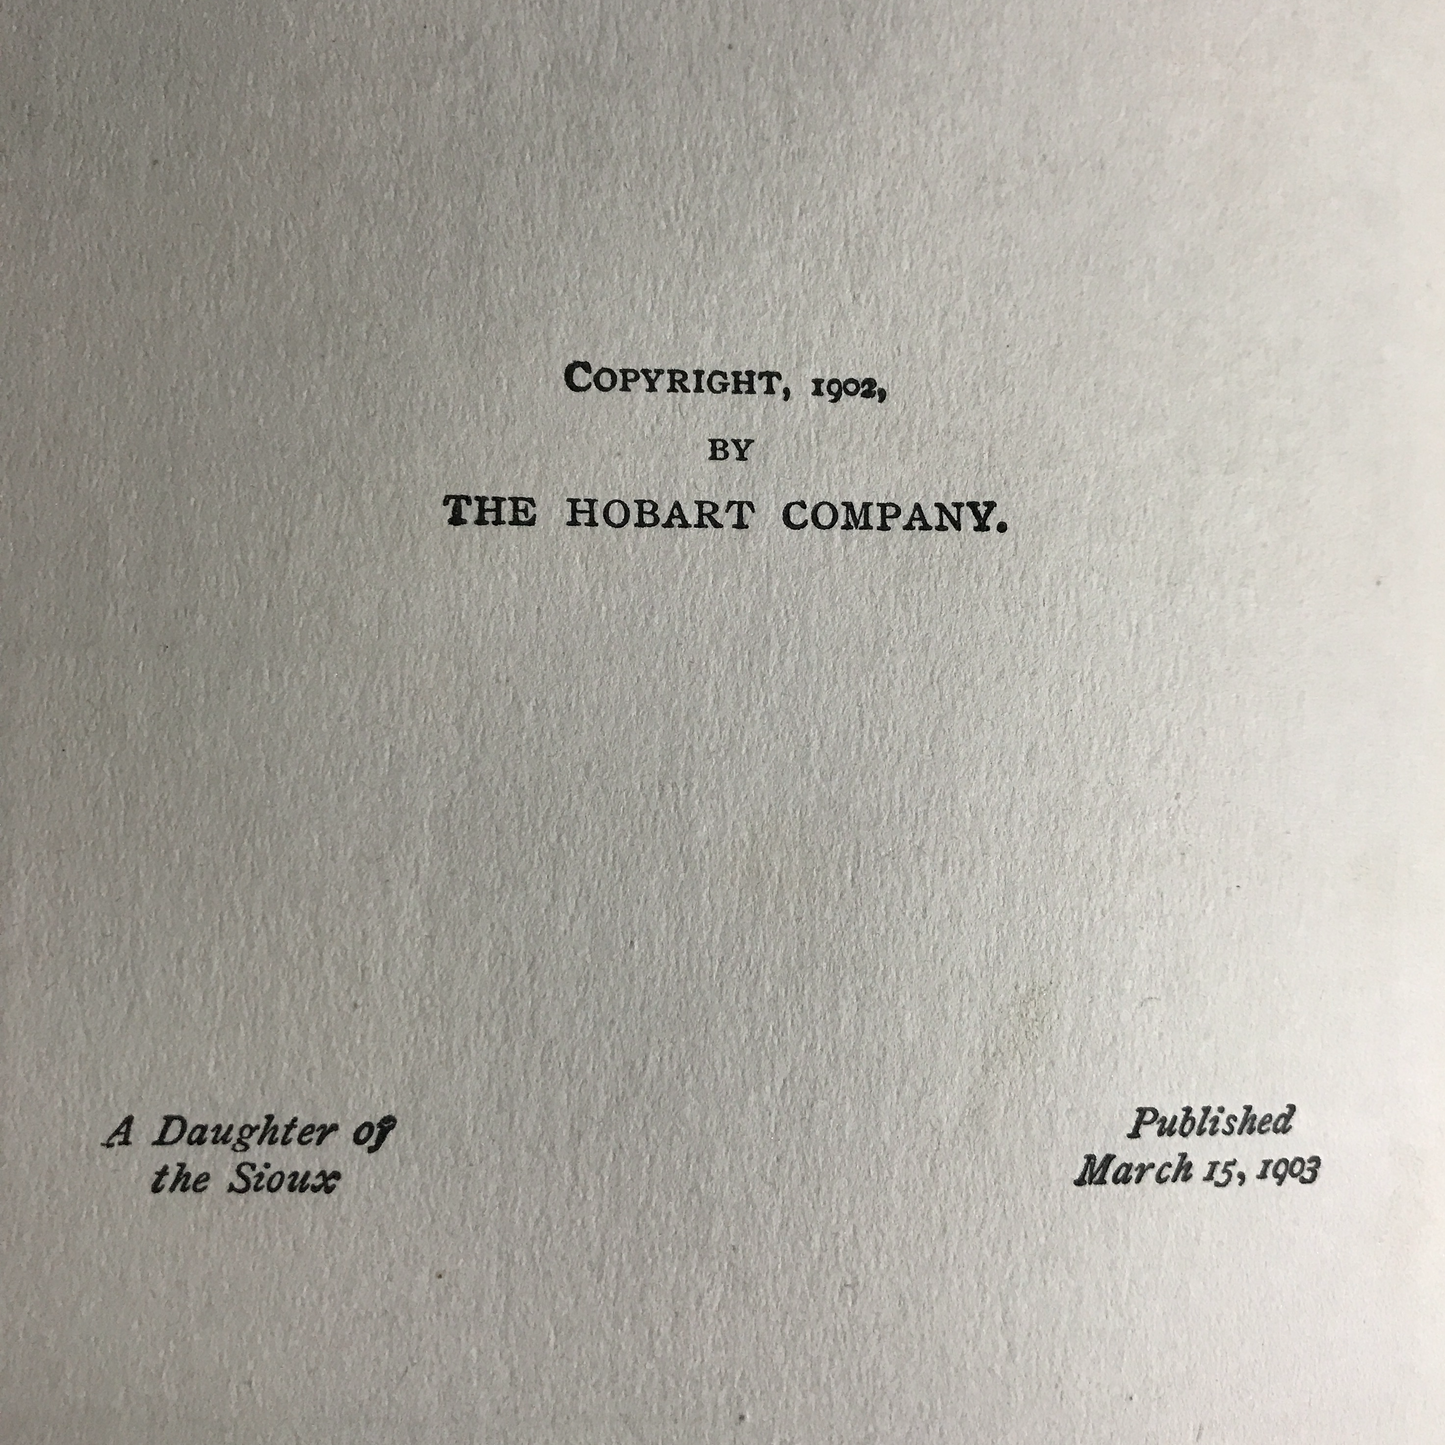 COPYRIGHT, 1902,
BY
THE HOBART COMPANY.
A Daughter of
the Sioux
Published
March 15, 1903